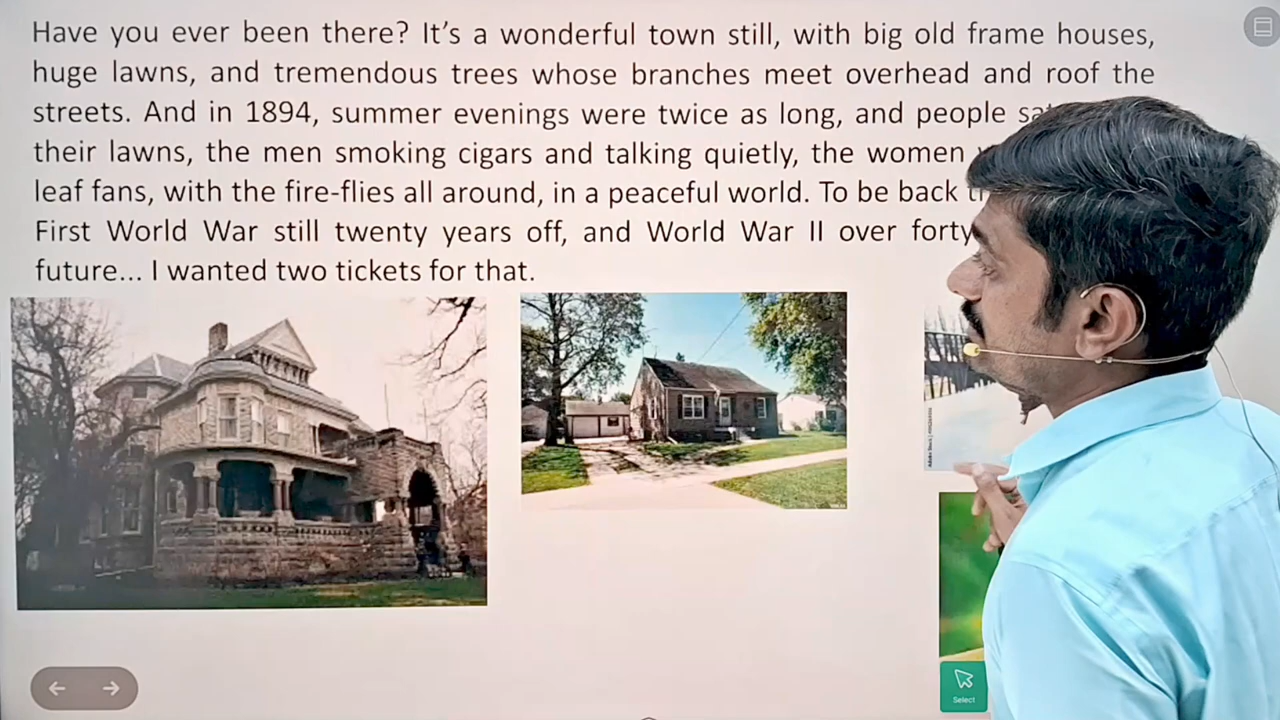 Have you ever been there? It's a wonderful town still, with big old frame houses,
huge lawns, and tremendous trees whose branches meet overhead and roof the
streets. And in 1894, summer evenings were twice as long, and people
their lawns, the men smoking cigars and talking quietly, the women
leaf fans, with the fire-flies all around, in a peaceful world. To be back
First World War still twenty years off, and World War II over forty
future... I wanted two tickets for that.
Select